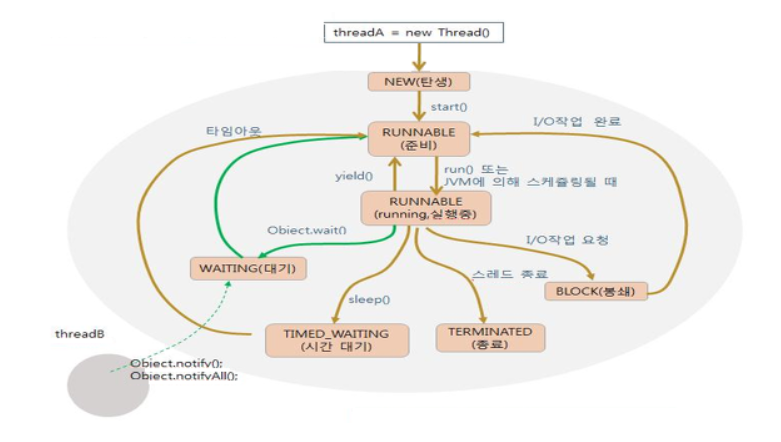 threadA = new Thread()
NEW(탄생)
start()
I/O작업 완료
타임아웃
RUNNABLE
(준비)
yield()
run() 또는
JVM에 의해 스케쥴링될 때
RUNNABLE
(running,실행중)
Object.wait()
I/O작업 요청
WAITING(대기)
스레드 종료
BLOCK(봉쇄)
sleep()
threadB
TIMED_WAITING
(시간 대기)
TERMINATED
(종료)
Object.notify();
Object.notifyAll();